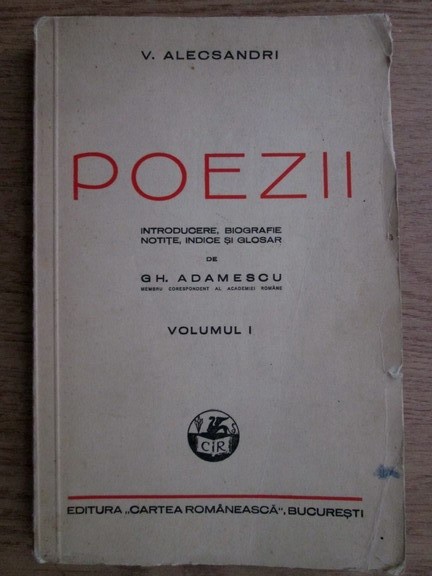 V. ALECSANDRI
POEZII
INTRODUCERE, BIOGRAFIE
NOTIȚE, INDICE ȘI GLOSAR
DE
GH. ADAMESCU
MEMBRU CORESPONDENT AL ACADEMIEI ROMÂNE
VOLUMUL I
CR
EDITURA „CARTEA ROMÂNEASCĂ“, BUCUREȘTI